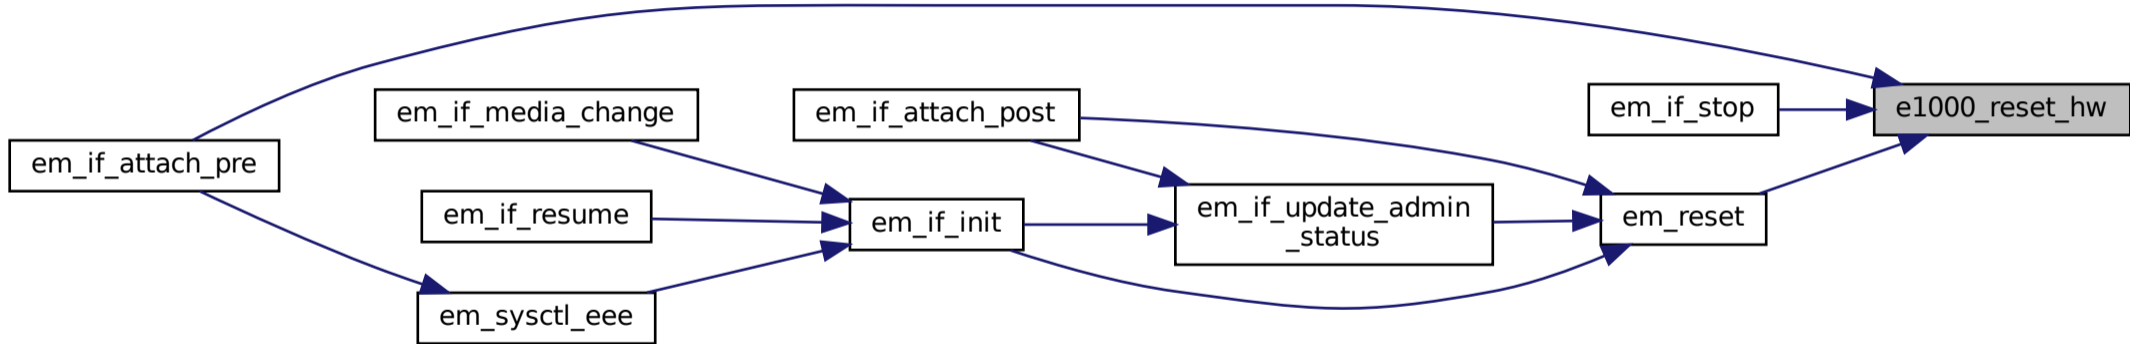 em_if_attach_pre
em_if_media_change
em_if_resume
em_sysctl_eee
em_if_attach_post
em_if_init
em_if_update_admin
_status
em_if_stop
em_reset
e1000_reset_hw